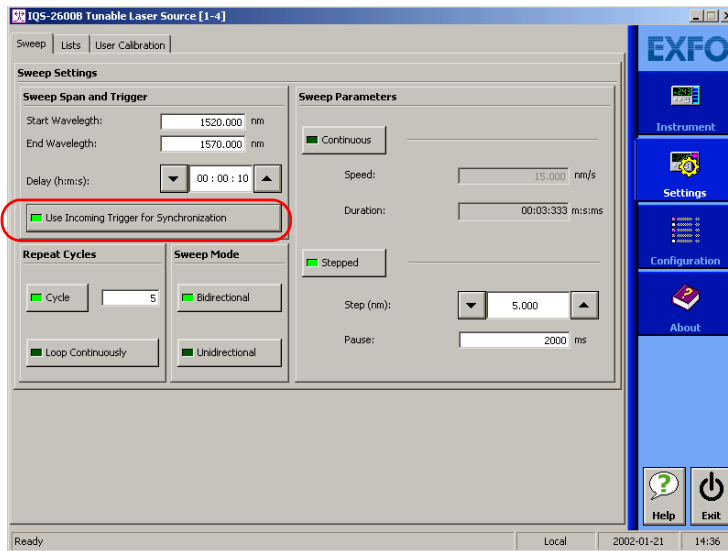 IQS-2600B Tunable Laser Source [1-4]
Sweep Lists User Calibration
Sweep Settings
Sweep Span and Trigger
Start Wavelegth: 1520.000 nm
End Wavelegth: 1570.000 nm
Delay (h:m:s): 00 : 00 : 10
Use Incoming Trigger for Synchronization
Repeat Cycles
Cycle 5
Loop Continuously
Sweep Mode
Bidirectional
Unidirectional
Sweep Parameters
Continuous
Speed: 15.000 nm/s
Duration: 00:03:333 m:s:ms
Stepped
Step (nm): 5.000
Pause: 2000 ms
EXFO
Instrument
Settings
Configuration
About
Help Exit
Ready Local 2002-01-21 14:36